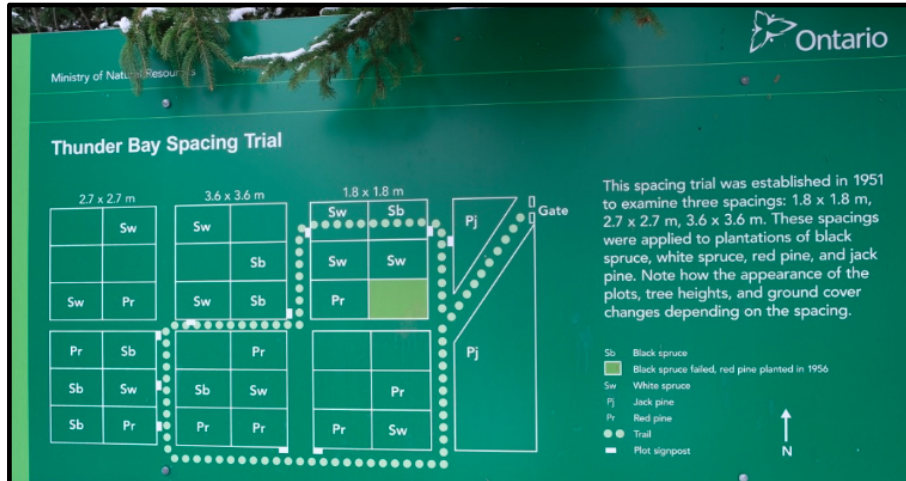 Ontario
Ministry of Natural Resources
Thunder Bay Spacing Trial
2.7 x 2.7 m 3.6 x 3.6 m 1.8 x 1.8 m
Sw Sb
Sw Sw Pj Gate
Sb Sw Sw
Sw Pr Sw Sb Pr
Pr Sb Pr Pj
Sb Sw Sb Sw Pr
Sb Pr Pr Pr Pr Sw
This spacing trial was established in 1951
to examine three spacings: 1.8 x 1.8 m,
2.7 x 2.7 m, 3.6 x 3.6 m. These spacings
were applied to plantations of black
spruce, white spruce, red pine, and jack
pine. Note how the appearance of the
plots, tree heights, and ground cover
changes depending on the spacing.
Sb Black spruce
Black spruce failed, red pine planted in 1956
Sw White spruce
Pj Jack pine
Pr Red pine
Trail
Plot signpost
N